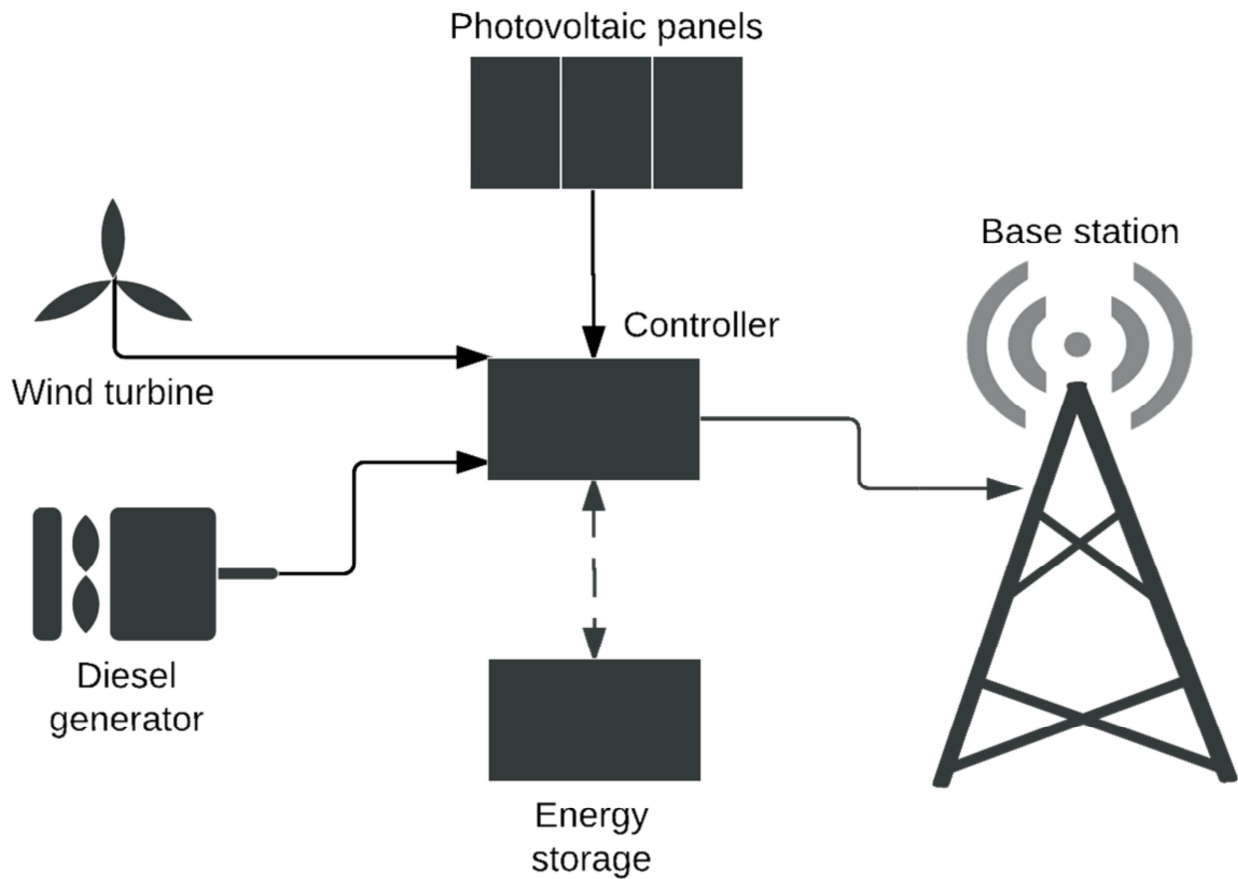 Photovoltaic panels
Base station
Controller
Wind turbine
Diesel
generator
Energy
storage